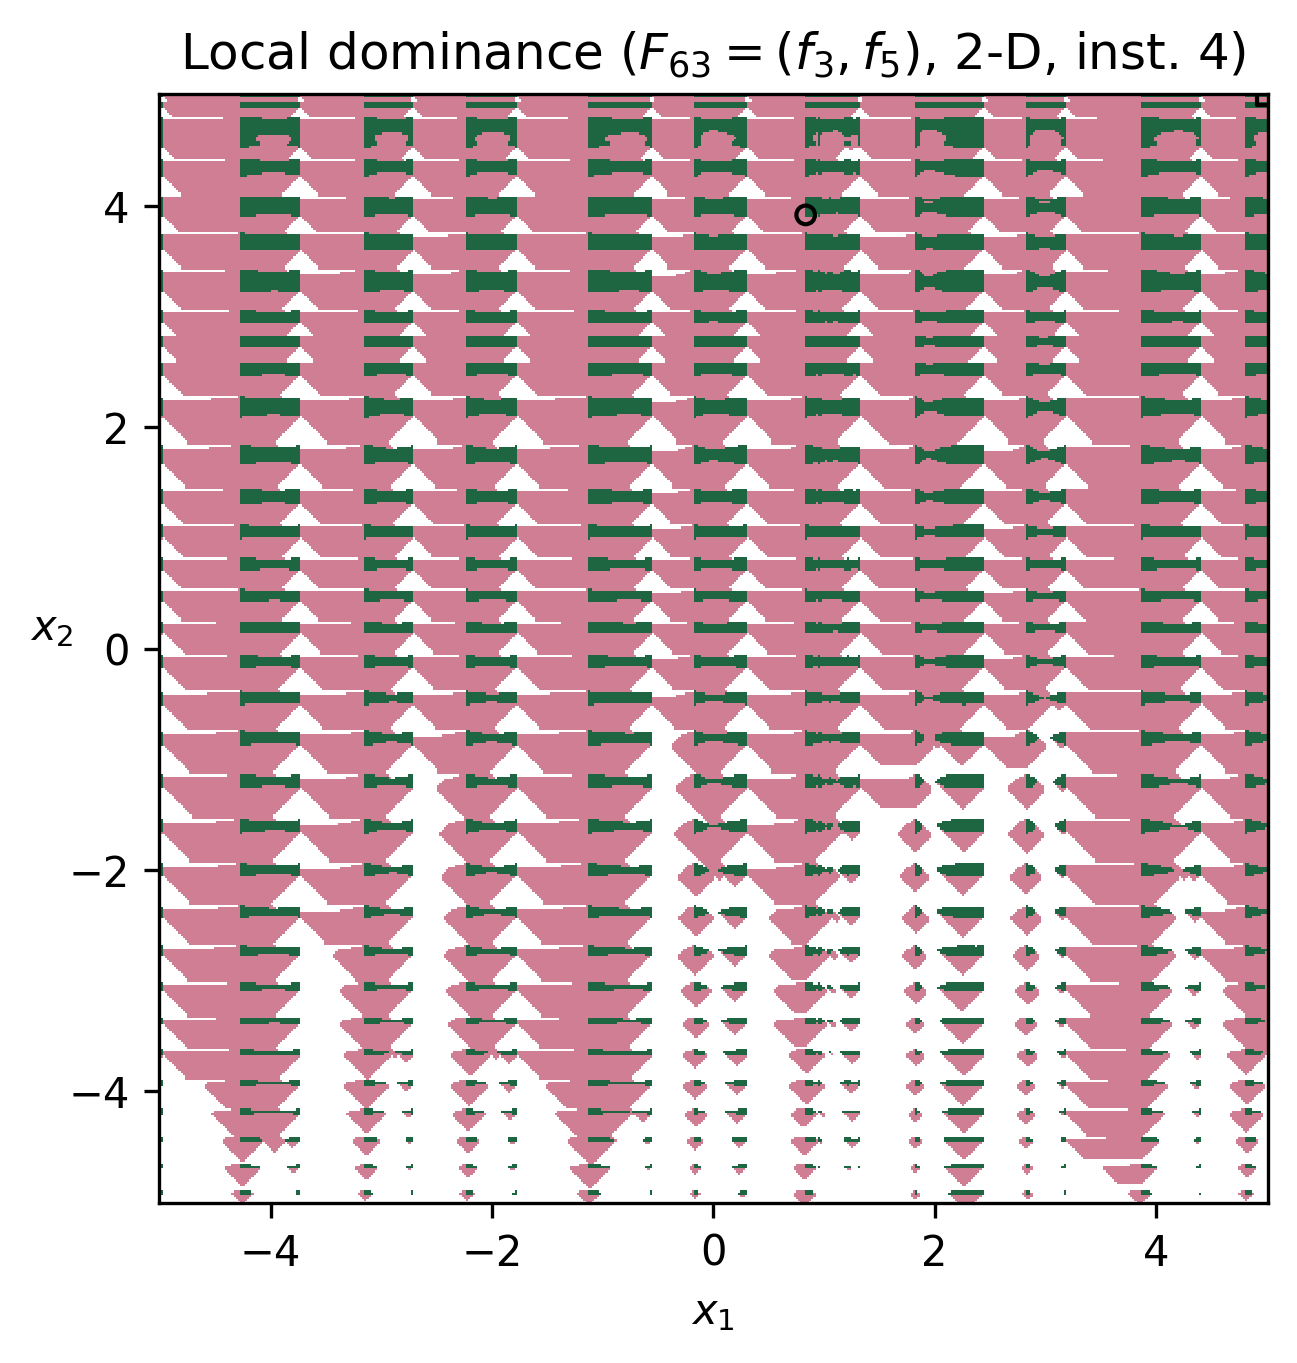 Local dominance (F₆₃ = (f₃, f₅), 2-D, inst. 4)
4
2
0
−2
−4
x₂
−4 −2 0 2 4
x₁